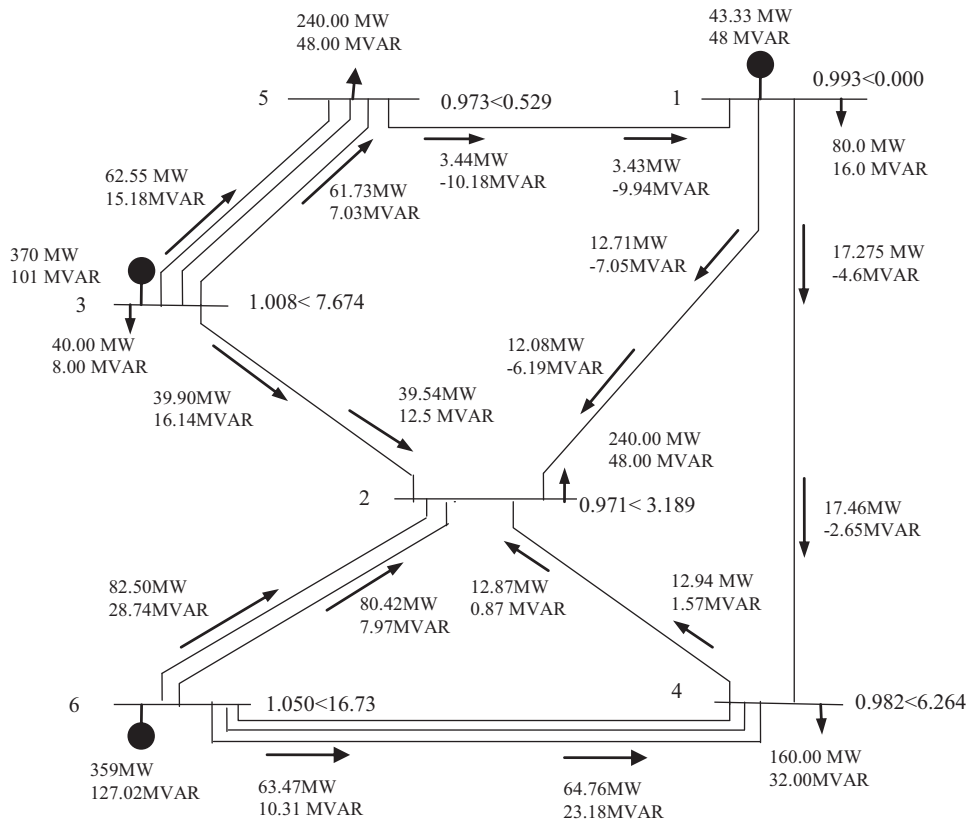 240.00 MW
48.00 MVAR
43.33 MW
48 MVAR
5
0.973<0.529
1
0.993<0.000
80.0 MW
16.0 MVAR
3.44MW
-10.18MVAR
3.43MW
-9.94MVAR
62.55 MW
15.18MVAR
61.73MW
7.03MVAR
370 MW
101 MVAR
3
1.008< 7.674
12.71MW
-7.05MVAR
17.275 MW
-4.6MVAR
40.00 MW
8.00 MVAR
39.90MW
16.14MVAR
39.54MW
12.5 MVAR
12.08MW
-6.19MVAR
240.00 MW
48.00 MVAR
2
0.971< 3.189
17.46MW
-2.65MVAR
82.50MW
28.74MVAR
80.42MW
7.97MVAR
12.87MW
0.87 MVAR
12.94 MW
1.57MVAR
6
1.050<16.73
4
0.982<6.264
359MW
127.02MVAR
63.47MW
10.31 MVAR
64.76MW
23.18MVAR
160.00 MW
32.00MVAR